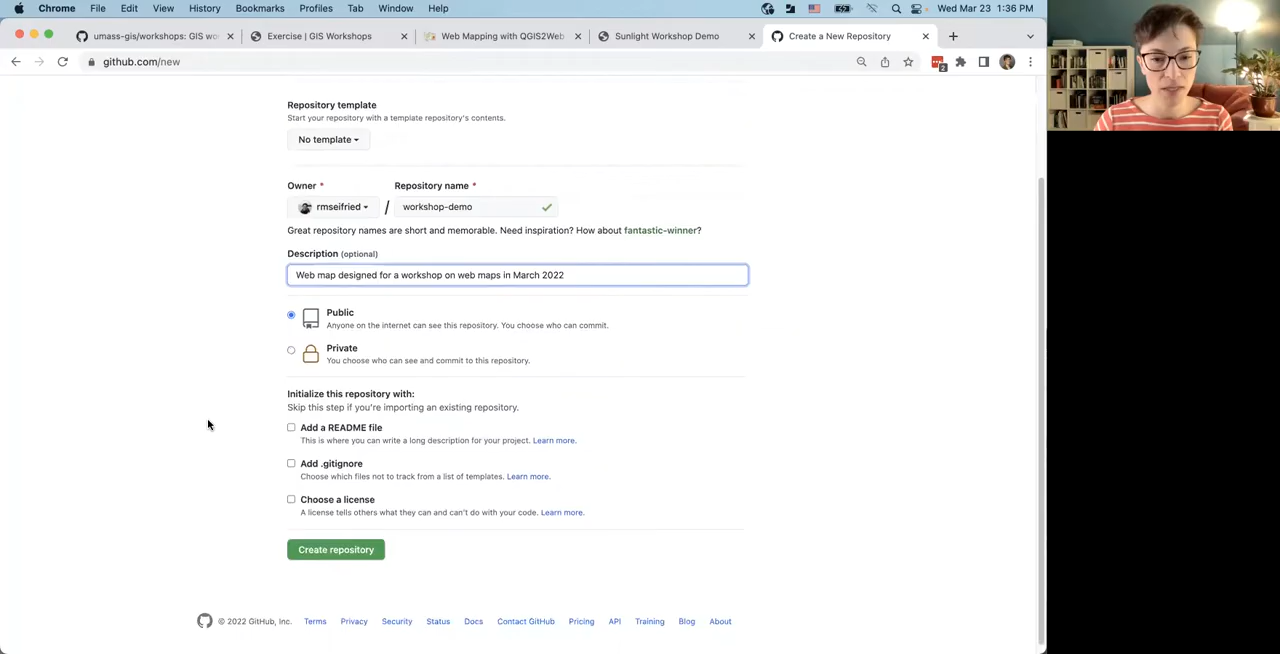 Chrome File Edit View History Bookmarks Profiles Tab Window Help Wed Mar 23 1:36 PM
umass-gis/workshops: GIS wo Exercise | GIS Workshops Web Mapping with QGIS2Web Sunlight Workshop Demo Create a New Repository
github.com/new 2
Repository template
Start your repository with a template repository's contents.
No template
Owner * Repository name *
rmseifried / workshop-demo
Great repository names are short and memorable. Need inspiration? How about fantastic-winner?
Description (optional)
Web map designed for a workshop on web maps in March 2022
Public
Anyone on the internet can see this repository. You choose who can commit.
Private
You choose who can see and commit to this repository.
Initialize this repository with:
Skip this step if you're importing an existing repository.
Add a README file
This is where you can write a long description for your project. Learn more.
Add .gitignore
Choose which files not to track from a list of templates. Learn more.
Choose a license
A license tells others what they can and can't do with your code. Learn more.
Create repository
© 2022 GitHub, Inc. Terms Privacy Security Status Docs Contact GitHub Pricing API Training Blog About